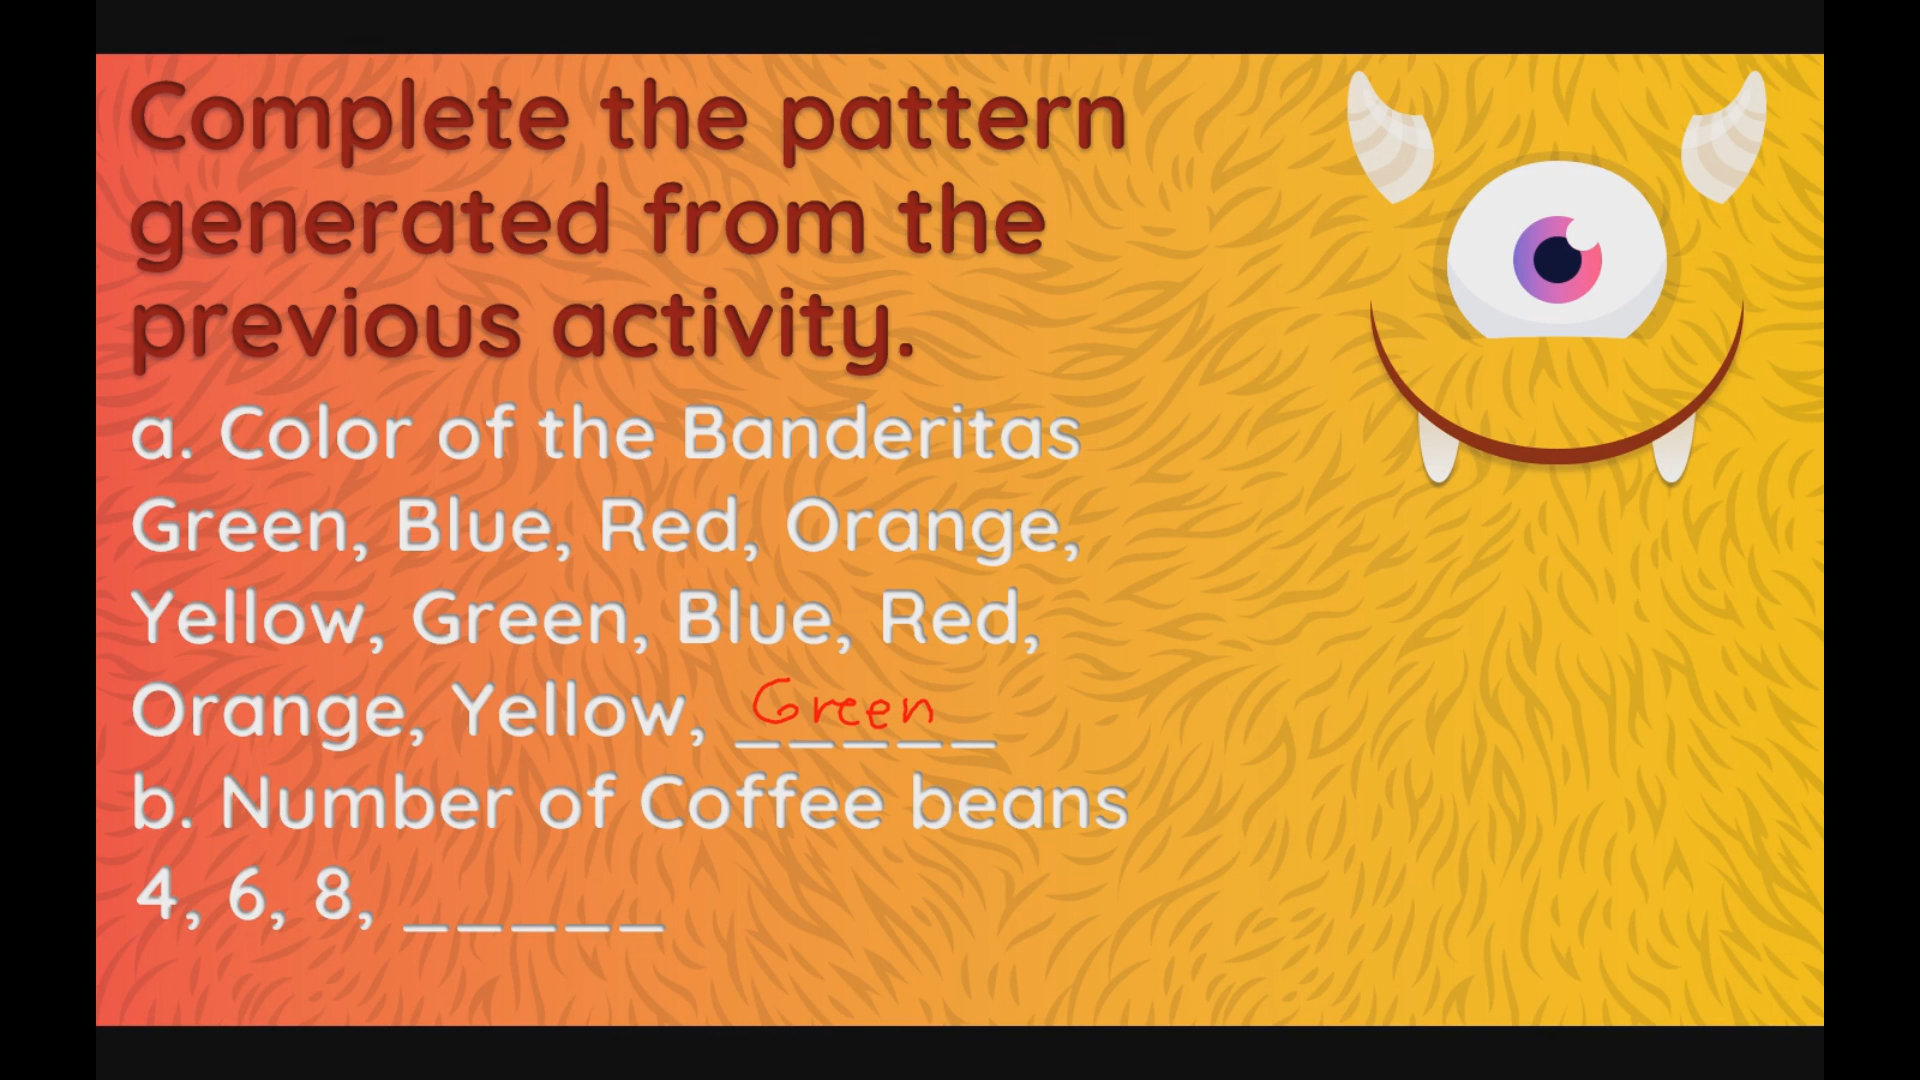 Complete the pattern
generated from the
previous activity.
a. Color of the Banderitas
Green, Blue, Red, Orange,
Yellow, Green, Blue, Red,
Orange, Yellow, Green _____
b. Number of Coffee beans
4, 6, 8, _____